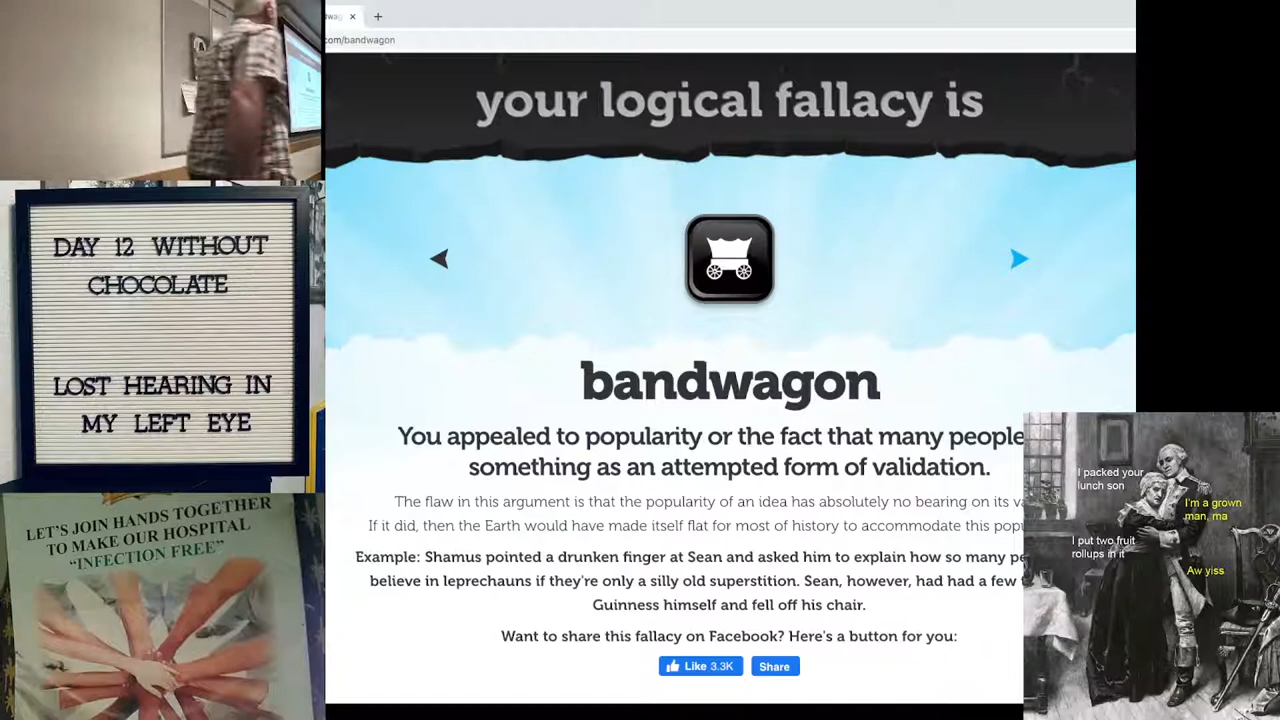 com/bandwagon
your logical fallacy is
bandwagon
You appealed to popularity or the fact that many people
something as an attempted form of validation.
The flaw in this argument is that the popularity of an idea has absolutely no bearing on its
If it did, then the Earth would have made itself flat for most of history to accommodate this
Example: Shamus pointed a drunken finger at Sean and asked him to explain how so many
believe in leprechauns if they're only a silly old superstition. Sean, however, had had a few
Guinness himself and fell off his chair.
Want to share this fallacy on Facebook? Here's a button for you:
Like 3.3K
Share
DAY 12 WITHOUT
CHOCOLATE
LOST HEARING IN
MY LEFT EYE
LET'S JOIN HANDS TOGETHER
TO MAKE OUR HOSPITAL
"INFECTION FREE"
I packed your
lunch son
I'm a grown
man, ma
I put two fruit
rollups in it
Aw yiss